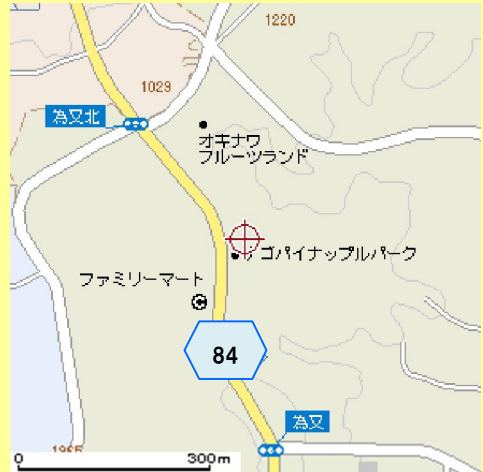 1220
1029
為又北
オキナワ
フルーツランド
ゴパイナップルパーク
ファミリーマート
84
為又
0 300m